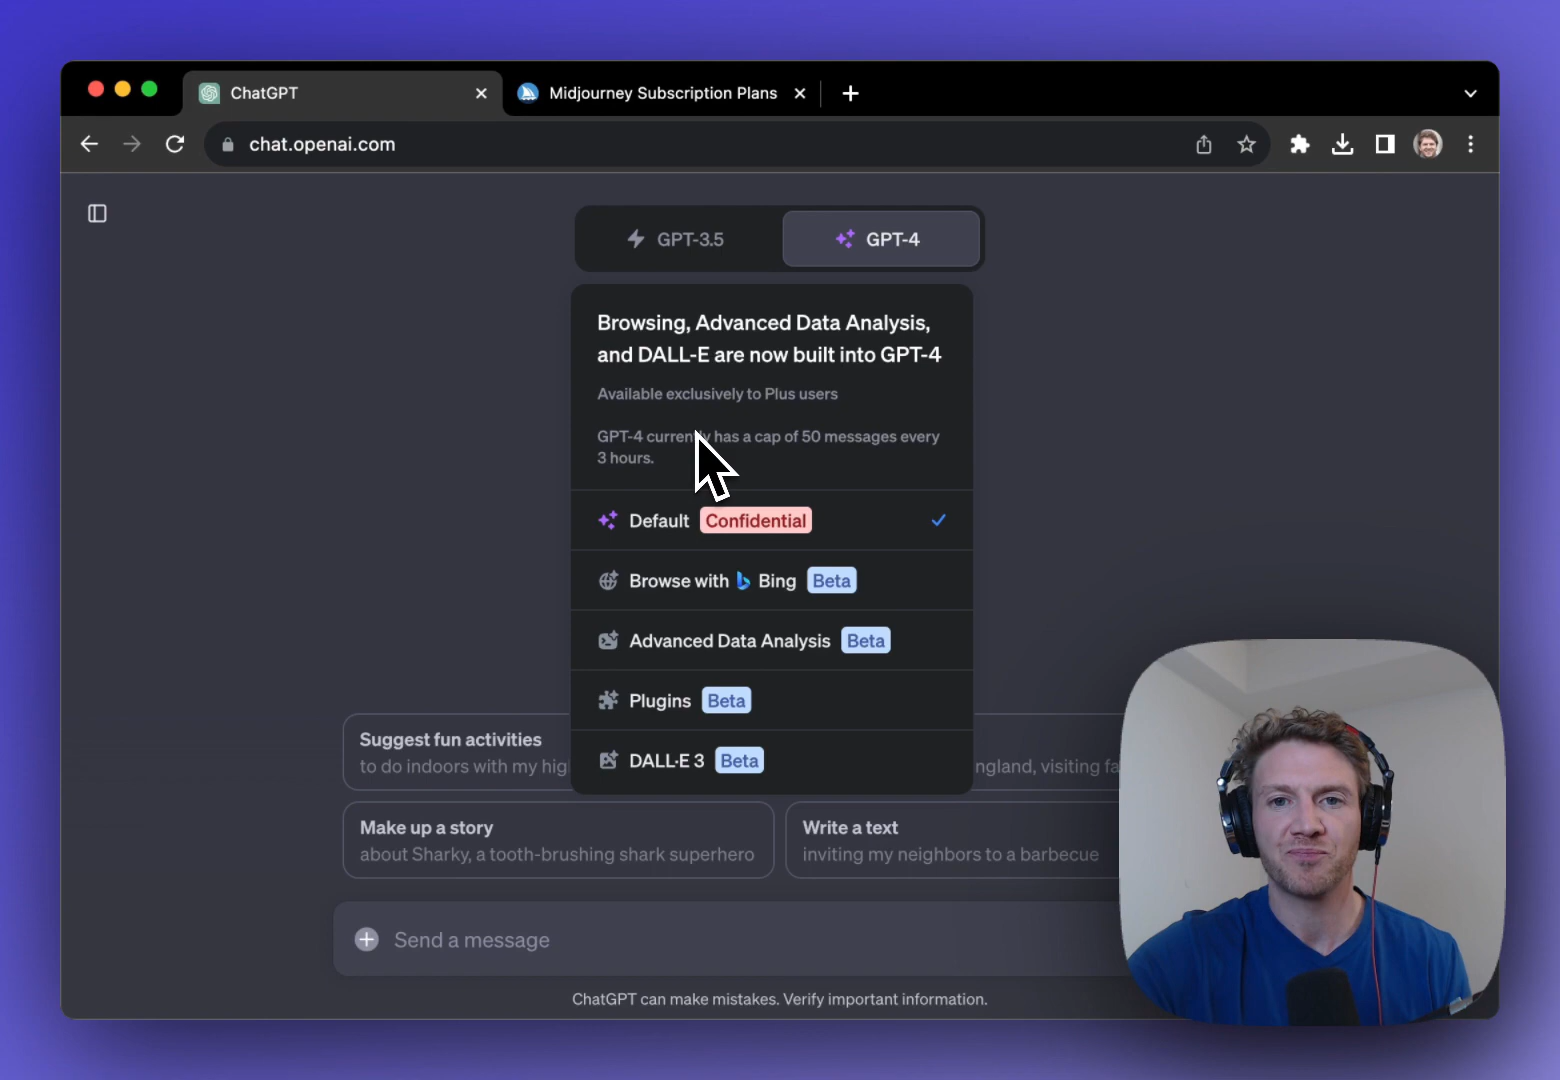 ChatGPT
Midjourney Subscription Plans
chat.openai.com
GPT-3.5
GPT-4
Browsing, Advanced Data Analysis,
and DALL-E are now built into GPT-4
Available exclusively to Plus users
GPT-4 currently has a cap of 50 messages every
3 hours.
Default Confidential
Browse with Bing Beta
Advanced Data Analysis Beta
Plugins Beta
DALL·E 3 Beta
Suggest fun activities
to do indoors with my hig
ngland, visiting fa
Make up a story
about Sharky, a tooth-brushing shark superhero
Write a text
inviting my neighbors to a barbecue
Send a message
ChatGPT can make mistakes. Verify important information.